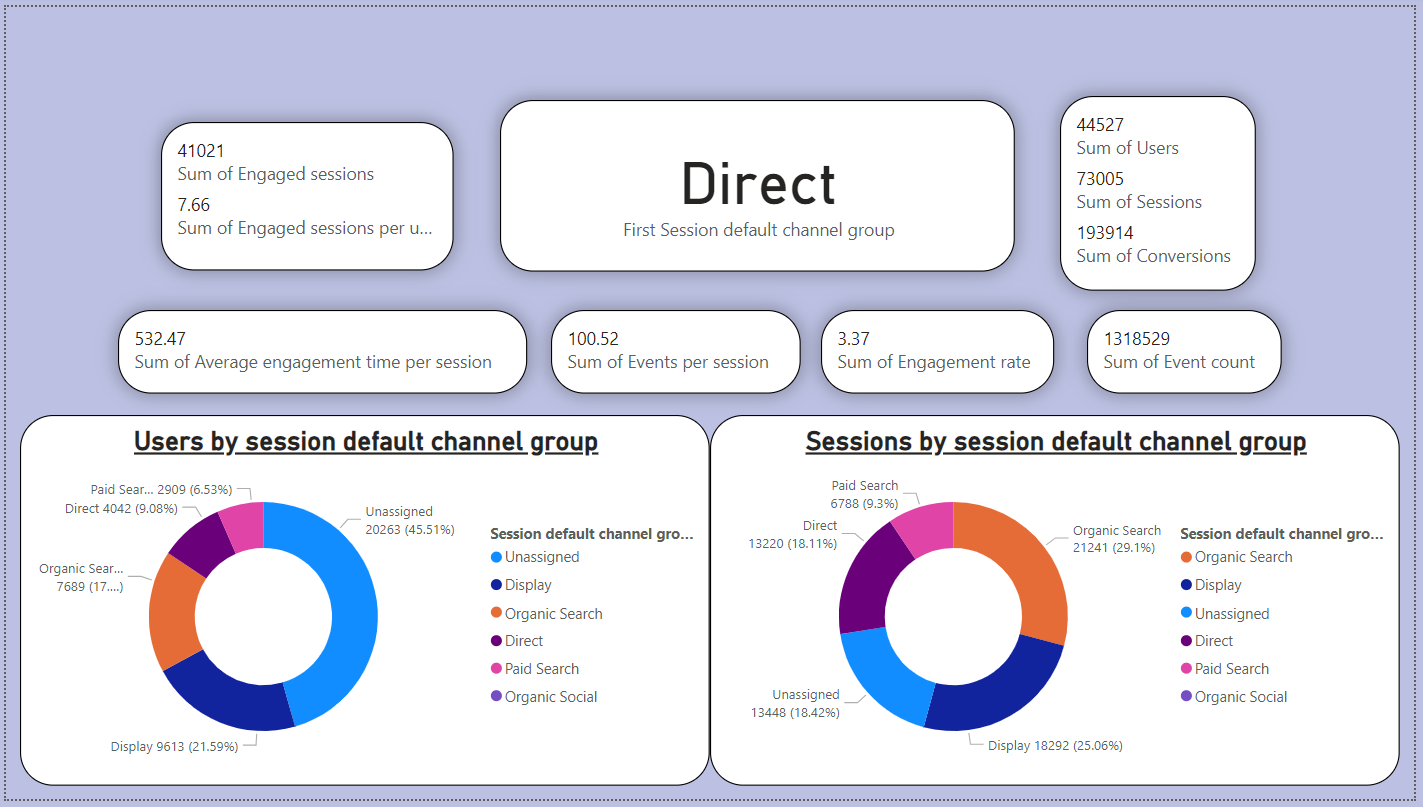 41021
Sum of Engaged sessions
7.66
Sum of Engaged sessions per u...
Direct
First Session default channel group
44527
Sum of Users
73005
Sum of Sessions
193914
Sum of Conversions
532.47
Sum of Average engagement time per session
100.52
Sum of Events per session
3.37
Sum of Engagement rate
1318529
Sum of Event count
Users by session default channel group
Paid Sear... 2909 (6.53%)
Direct 4042 (9.08%)
Organic Sear...
7689 (17....)
Display 9613 (21.59%)
Unassigned
20263 (45.51%)
Session default channel gro...
Unassigned
Display
Organic Search
Direct
Paid Search
Organic Social
Sessions by session default channel group
Paid Search
6788 (9.3%)
Direct
13220 (18.11%)
Unassigned
13448 (18.42%)
Display 18292 (25.06%)
Organic Search
21241 (29.1%)
Session default channel gro...
Organic Search
Display
Unassigned
Direct
Paid Search
Organic Social